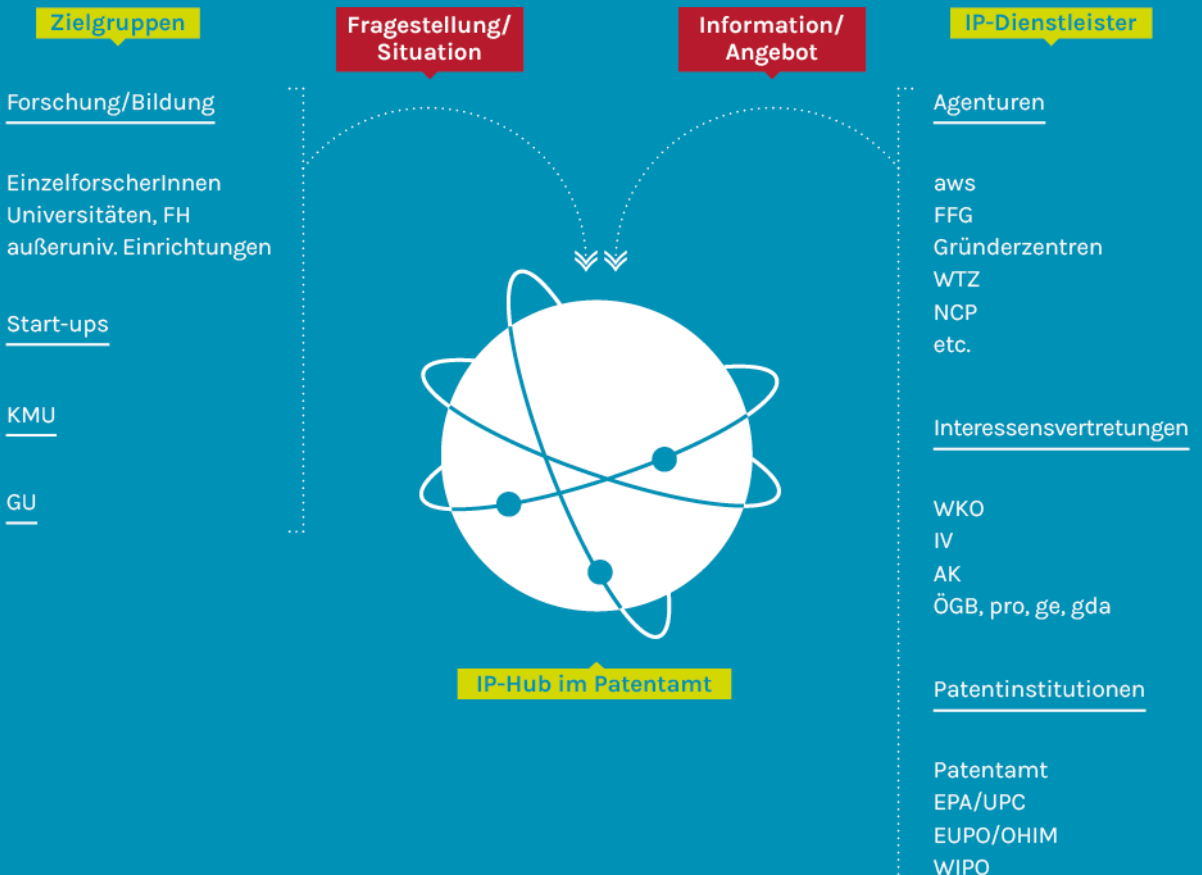 Zielgruppen
Forschung/Bildung
EinzelforscherInnen
Universitäten, FH
außeruniv. Einrichtungen
Start-ups
KMU
GU
Fragestellung/
Situation
Information/
Angebot
IP-Hub im Patentamt
IP-Dienstleister
Agenturen
aws
FFG
Gründerzentren
WTZ
NCP
etc.
Interessensvertretungen
WKO
IV
AK
ÖGB, pro, ge, gda
Patentinstitutionen
Patentamt
EPA/UPC
EUPO/OHIM
WIPO